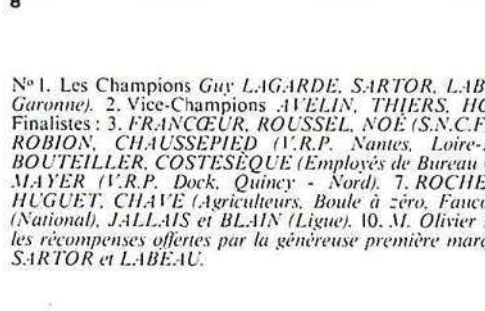 8
N° 1. Les Champions Guy LAGARDE, SARTOR, LAB
Garonne). 2. Vice-Champions AVELIN, THIERS, HO
Finalistes : 3. FRANCŒUR, ROUSSEL, NOÉ (S.N.C.F
ROBION, CHAUSSEPIED (V.R.P. Nantes, Loire-
BOUTEILLER, COSTESÈQUE (Employés de Bureau
MAYER (V.R.P. Dock, Quincy - Nord). 7. ROCHE
HUGUET, CHAVE (Agriculteurs, Boule à zéro, Fauc
(National), JALLAIS et BLAIN (Ligue). 10. M. Olivier
les récompenses offertes par la généreuse première mar
SARTOR et LABEAU.